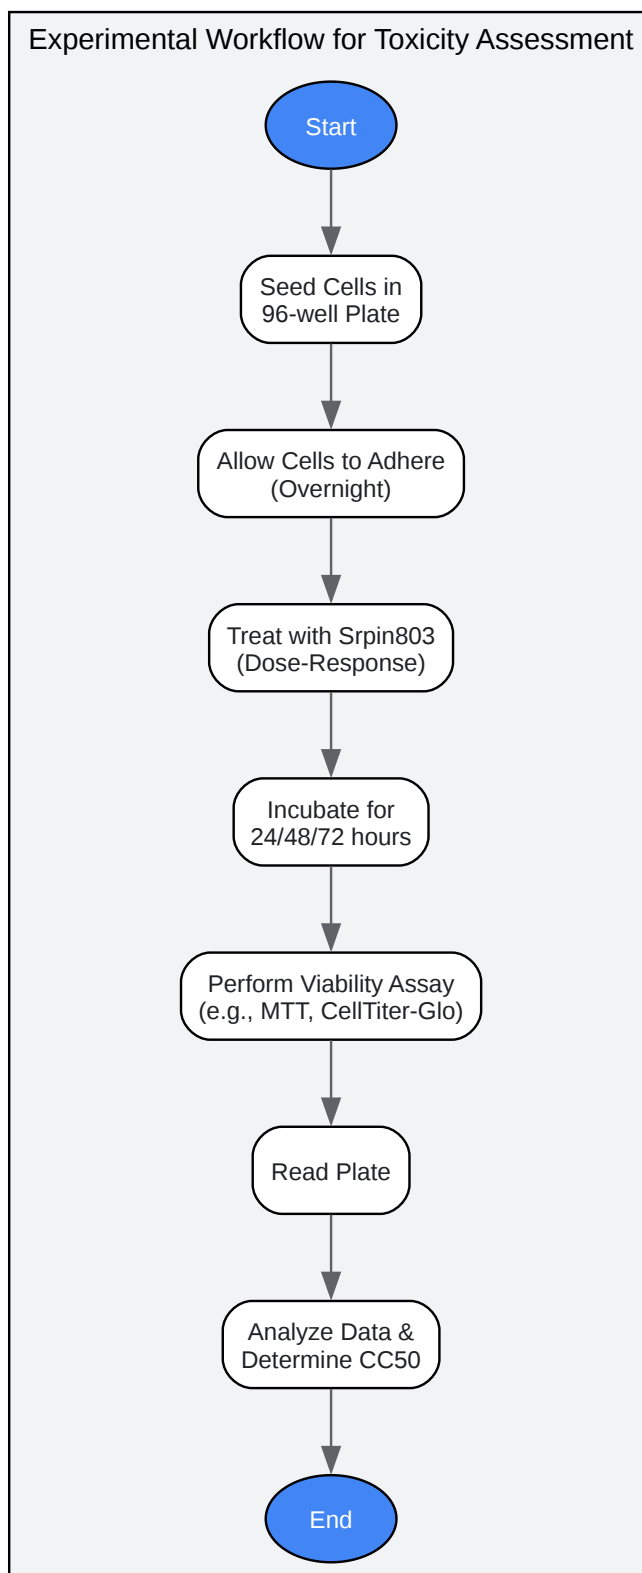 Experimental Workflow for Toxicity Assessment
Start
Seed Cells in
96-well Plate
Allow Cells to Adhere
(Overnight)
Treat with Srpin803
(Dose-Response)
Incubate for
24/48/72 hours
Perform Viability Assay
(e.g., MTT, CellTiter-Glo)
Read Plate
Analyze Data &
Determine CC50
End